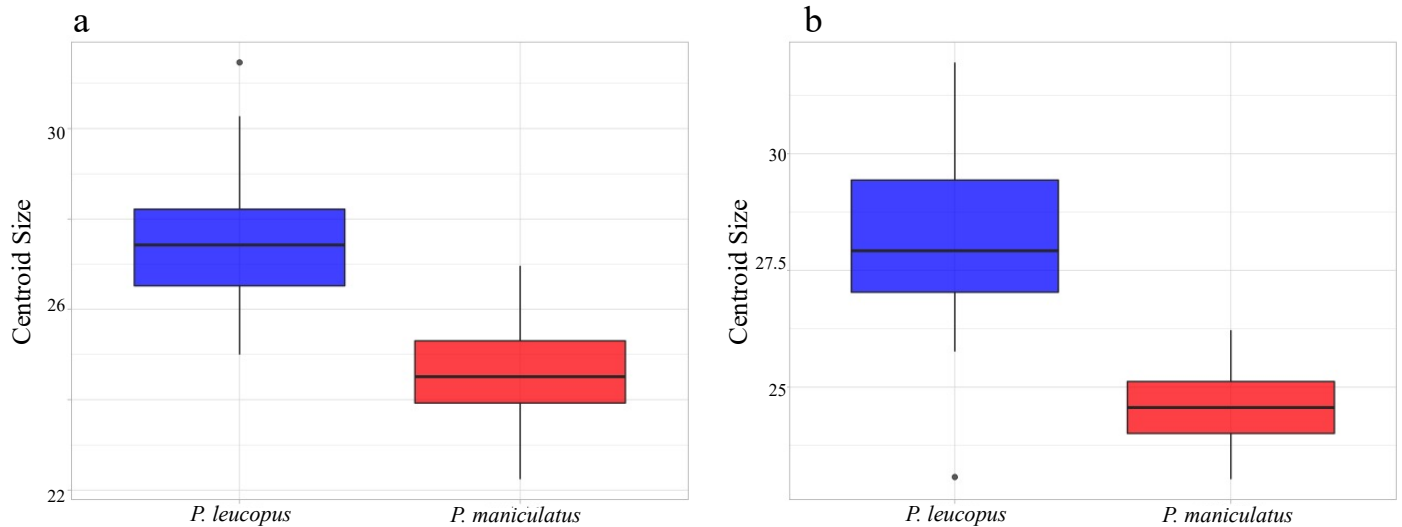 a
Centroid Size
30
26
22
P. leucopus
P. maniculatus
b
Centroid Size
30
27.5
25
P. leucopus
P. maniculatus